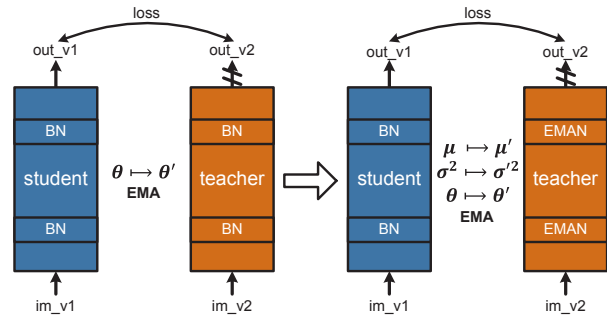 loss
out_v1 out_v2
BN BN
student θ ↦ θ′ teacher
EMA
BN BN
im_v1 im_v2
loss
out_v1 out_v2
BN EMAN
μ ↦ μ′
student σ² ↦ σ′² teacher
θ ↦ θ′
EMA
BN EMAN
im_v1 im_v2